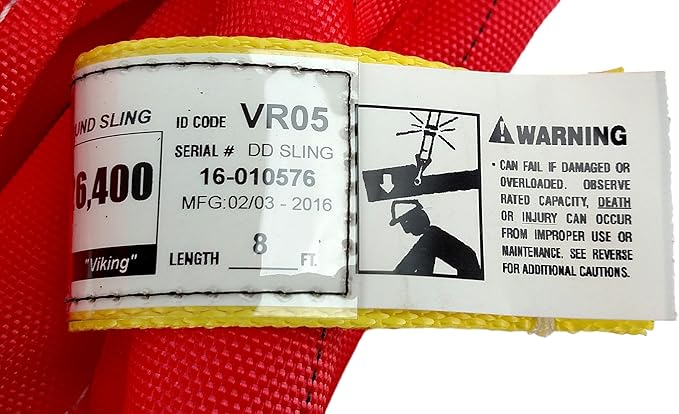 UND SLING
6,400
"Viking"
ID CODE VR05
SERIAL # DD SLING
16-010576
MFG:02/03 - 2016
LENGTH 8 FT.
WARNING
• CAN FAIL IF DAMAGED OR
OVERLOADED. OBSERVE
RATED CAPACITY, DEATH
OR INJURY CAN OCCUR
FROM IMPROPER USE OR
MAINTENANCE. SEE REVERSE
FOR ADDITIONAL CAUTIONS.